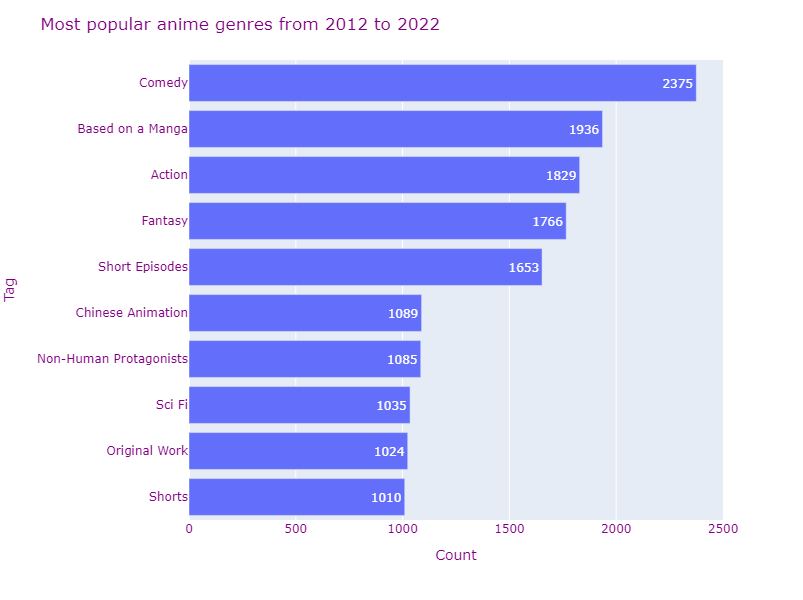 Most popular anime genres from 2012 to 2022
Comedy 2375
Based on a Manga 1936
Action 1829
Fantasy 1766
Short Episodes 1653
Chinese Animation 1089
Non-Human Protagonists 1085
Sci Fi 1035
Original Work 1024
Shorts 1010
Tag
0 500 1000 1500 2000 2500
Count